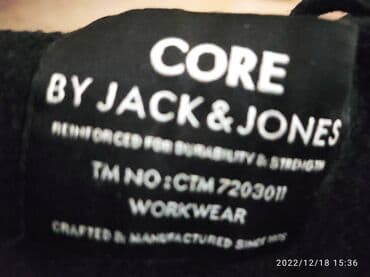 CORE
BY JACK & JONES
REINFORCED FOR DURABILITY & STRENGTH
TM NO: CTM 7203011
WORKWEAR
CRAFTED & MANUFACTURED SINCE 1975
2022/12/18 15:36